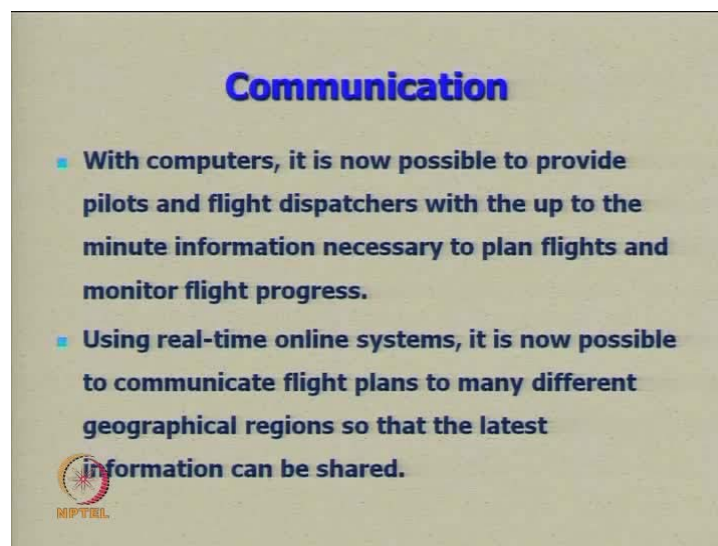 Communication
With computers, it is now possible to provide
pilots and flight dispatchers with the up to the
minute information necessary to plan flights and
monitor flight progress.
Using real-time online systems, it is now possible
to communicate flight plans to many different
geographical regions so that the latest
information can be shared.
NPTEL